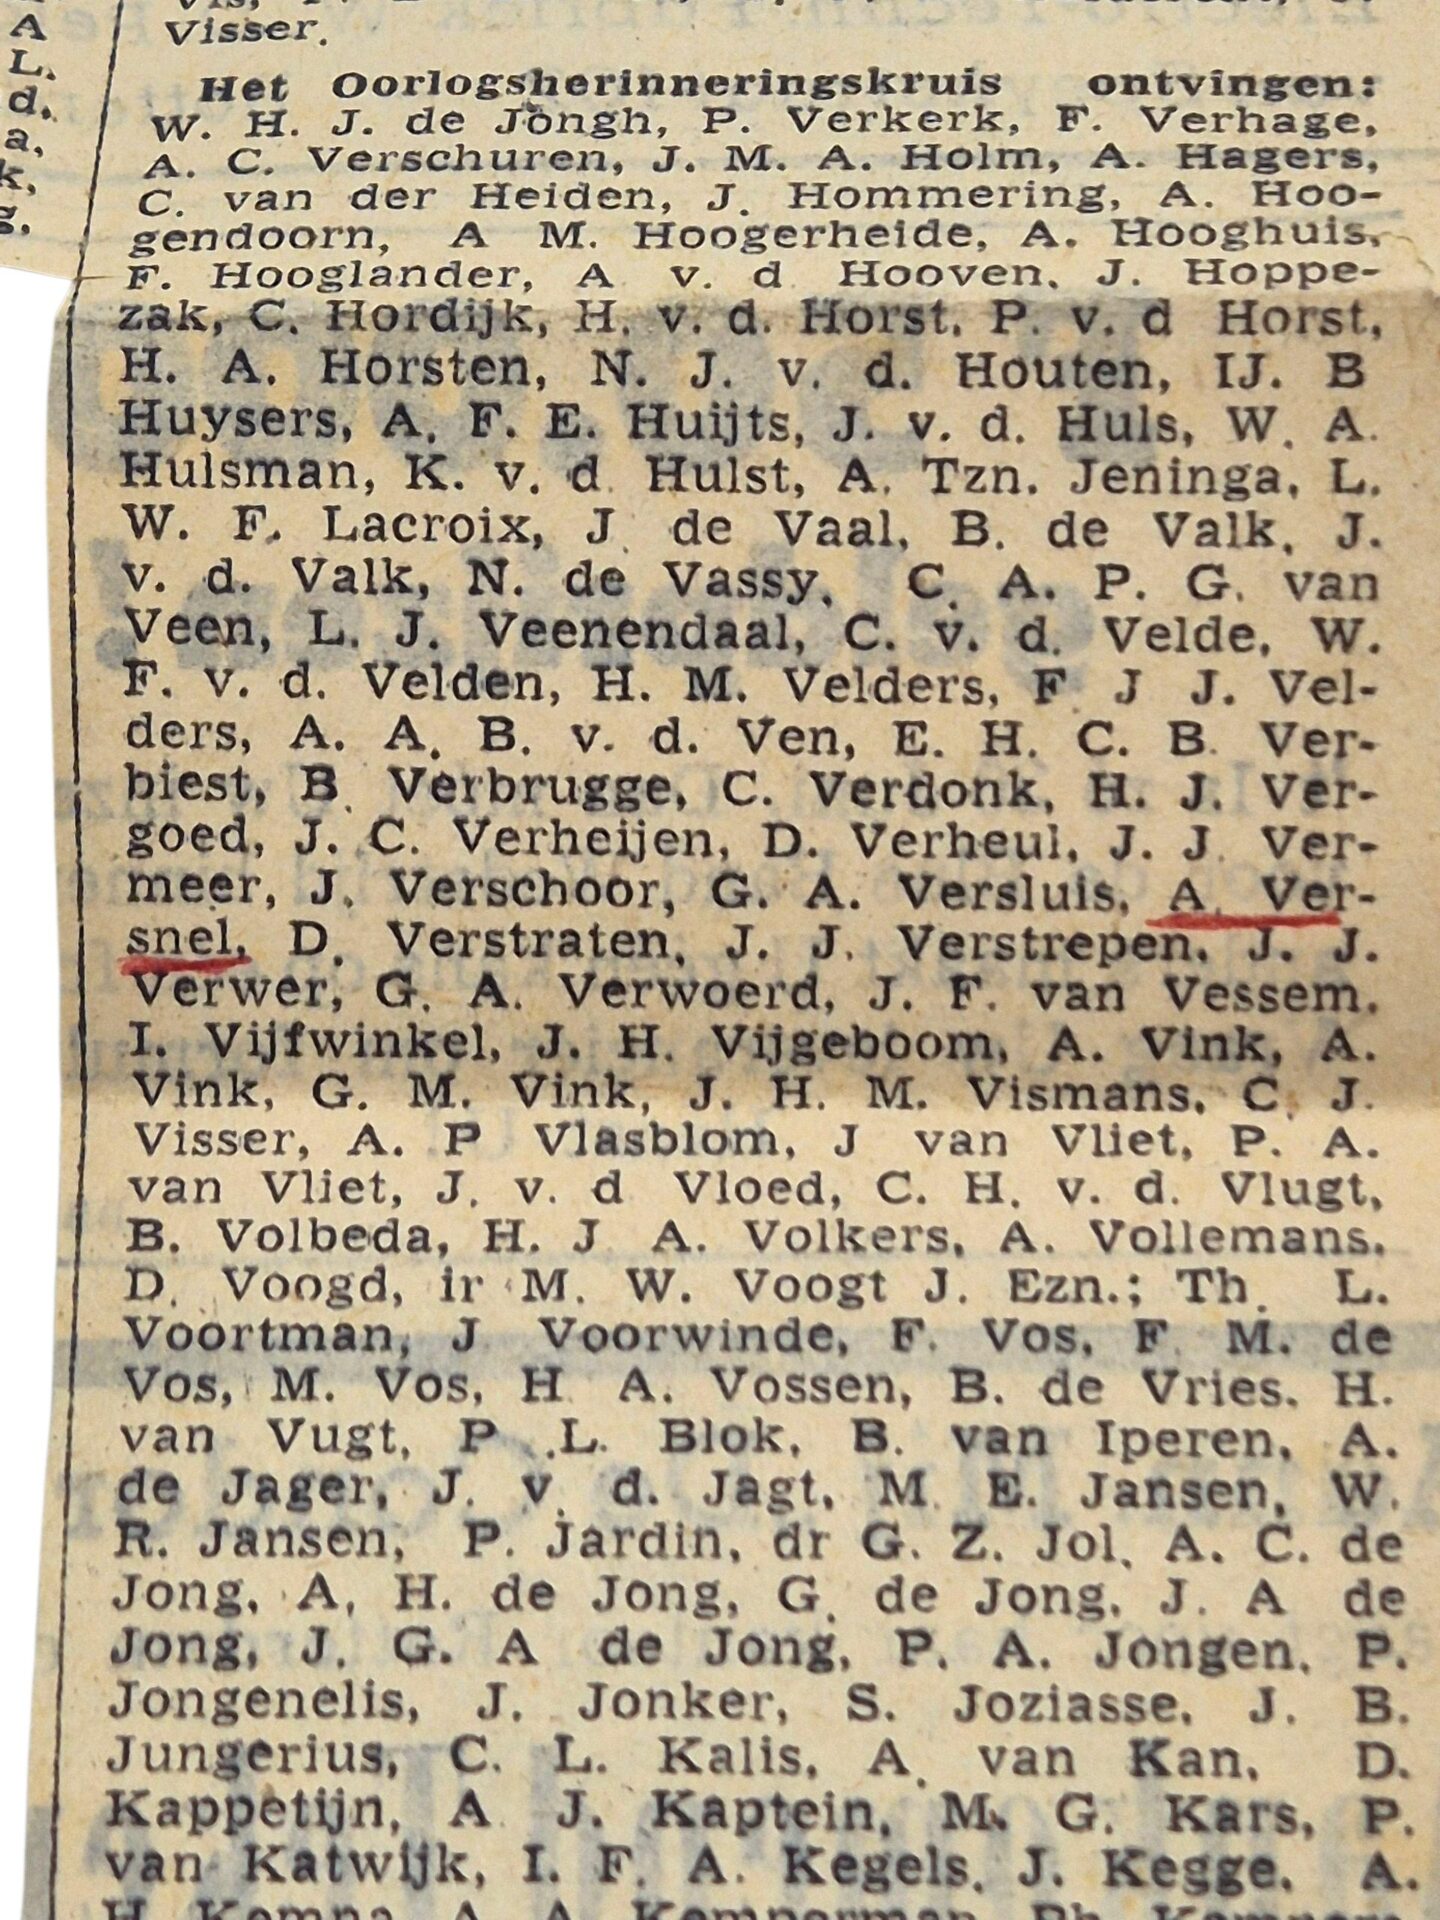 A
L.
d,
a,
k,
g,
Visser.
Het Oorlogsherinneringskruis ontvingen:
W. H. J. de Jongh, P. Verkerk, F. Verhage,
A. C. Verschuren, J. M. A. Holm, A. Hagers,
C. van der Heiden, J. Hommering, A. Hoo-
gendoorn, A M. Hoogerheide, A. Hooghuis,
F. Hooglander, A v. d Hooven, J. Hoppe-
zak, C. Hordijk, H. v. d. Horst, P. v. d Horst,
H. A. Horsten, N. J. v. d. Houten, IJ. B
Huysers, A. F. E. Huijts, J. v. d. Huls, W. A.
Hulsman, K. v. d Hulst, A. Tzn. Jeninga, L.
W. F. Lacroix, J. de Vaal, B. de Valk, J.
v. d. Valk, N. de Vassy, C. A. P. G. van
Veen, L. J. Veenendaal, C. v. d. Velde, W.
F. v. d. Velden, H. M. Velders, F. J J. Vel-
ders, A. A. B. v. d. Ven, E. H. C. B. Ver-
biest, B. Verbrugge, C. Verdonk, H. J. Ver-
goed, J. C. Verheijen, D. Verheul, J. J. Ver-
meer, J. Verschoor, G. A. Versluis, A. Ver-
snel, D. Verstraten, J. J. Verstrepen, J. J.
Verwer, G. A. Verwoerd, J. F. van Vessem,
I. Vijfwinkel, J. H. Vijgeboom, A. Vink, A.
Vink, G. M. Vink, J. H. M. Vismans, C. J.
Visser, A. P Vlasblom, J van Vliet, P. A.
van Vliet, J. v. d Vloed, C. H. v. d. Vlugt,
B. Volbeda, H. J A. Volkers, A. Vollemans,
D. Voogd, ir M. W. Voogt J. Ezn.; Th. L.
Voortman, J Voorwinde, F. Vos, F. M. de
Vos, M. Vos, H A. Vossen, B. de Vries, H.
van Vugt, P. L. Blok, B. van Iperen, A.
de Jager, J. v. d. Jagt, M. E. Jansen, W.
R. Jansen, P. Jardin, dr G. Z. Jol, A. C. de
Jong, A. H. de Jong, G. de Jong, J. A de
Jong, J. G. A de Jong, P. A. Jongen, P.
Jongenelis, J. Jonker, S. Joziasse, J. B.
Jungerius, C. L. Kalis, A. van Kan, D.
Kappetijn, A J. Kaptein, M. G. Kars, P.
van Katwijk, I. F. A. Kegels, J. Kegge, A.